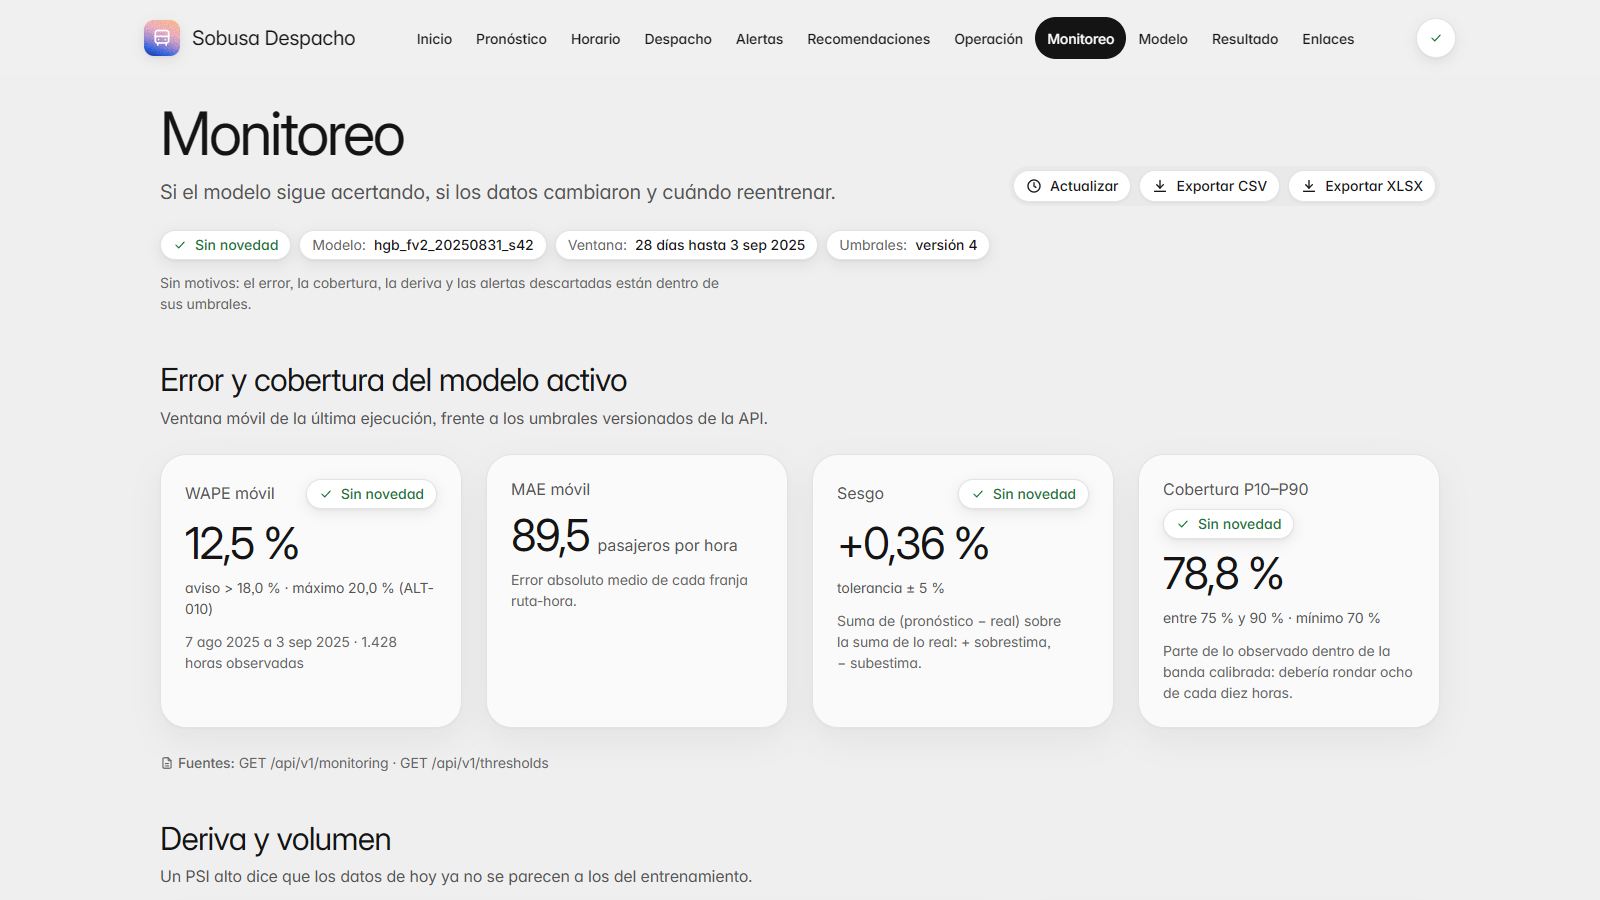 Sobusa Despacho
Inicio
Pronóstico
Horario
Despacho
Alertas
Recomendaciones
Operación
Monitoreo
Modelo
Resultado
Enlaces
Monitoreo
Si el modelo sigue acertando, si los datos cambiaron y cuándo reentrenar.
Actualizar
Exportar CSV
Exportar XLSX
Sin novedad
Modelo: hgb_fv2_20250831_s42
Ventana: 28 días hasta 3 sep 2025
Umbrales: versión 4
Sin motivos: el error, la cobertura, la deriva y las alertas descartadas están dentro de
sus umbrales.
Error y cobertura del modelo activo
Ventana móvil de la última ejecución, frente a los umbrales versionados de la API.
WAPE móvil
Sin novedad
12,5 %
aviso > 18,0 % · máximo 20,0 % (ALT-
010)
7 ago 2025 a 3 sep 2025 · 1.428
horas observadas
MAE móvil
89,5 pasajeros por hora
Error absoluto medio de cada franja
ruta-hora.
Sesgo
Sin novedad
+0,36 %
tolerancia ± 5 %
Suma de (pronóstico − real) sobre
la suma de lo real: + sobrestima,
− subestima.
Cobertura P10–P90
Sin novedad
78,8 %
entre 75 % y 90 % · mínimo 70 %
Parte de lo observado dentro de la
banda calibrada: debería rondar ocho
de cada diez horas.
Fuentes: GET /api/v1/monitoring · GET /api/v1/thresholds
Deriva y volumen
Un PSI alto dice que los datos de hoy ya no se parecen a los del entrenamiento.